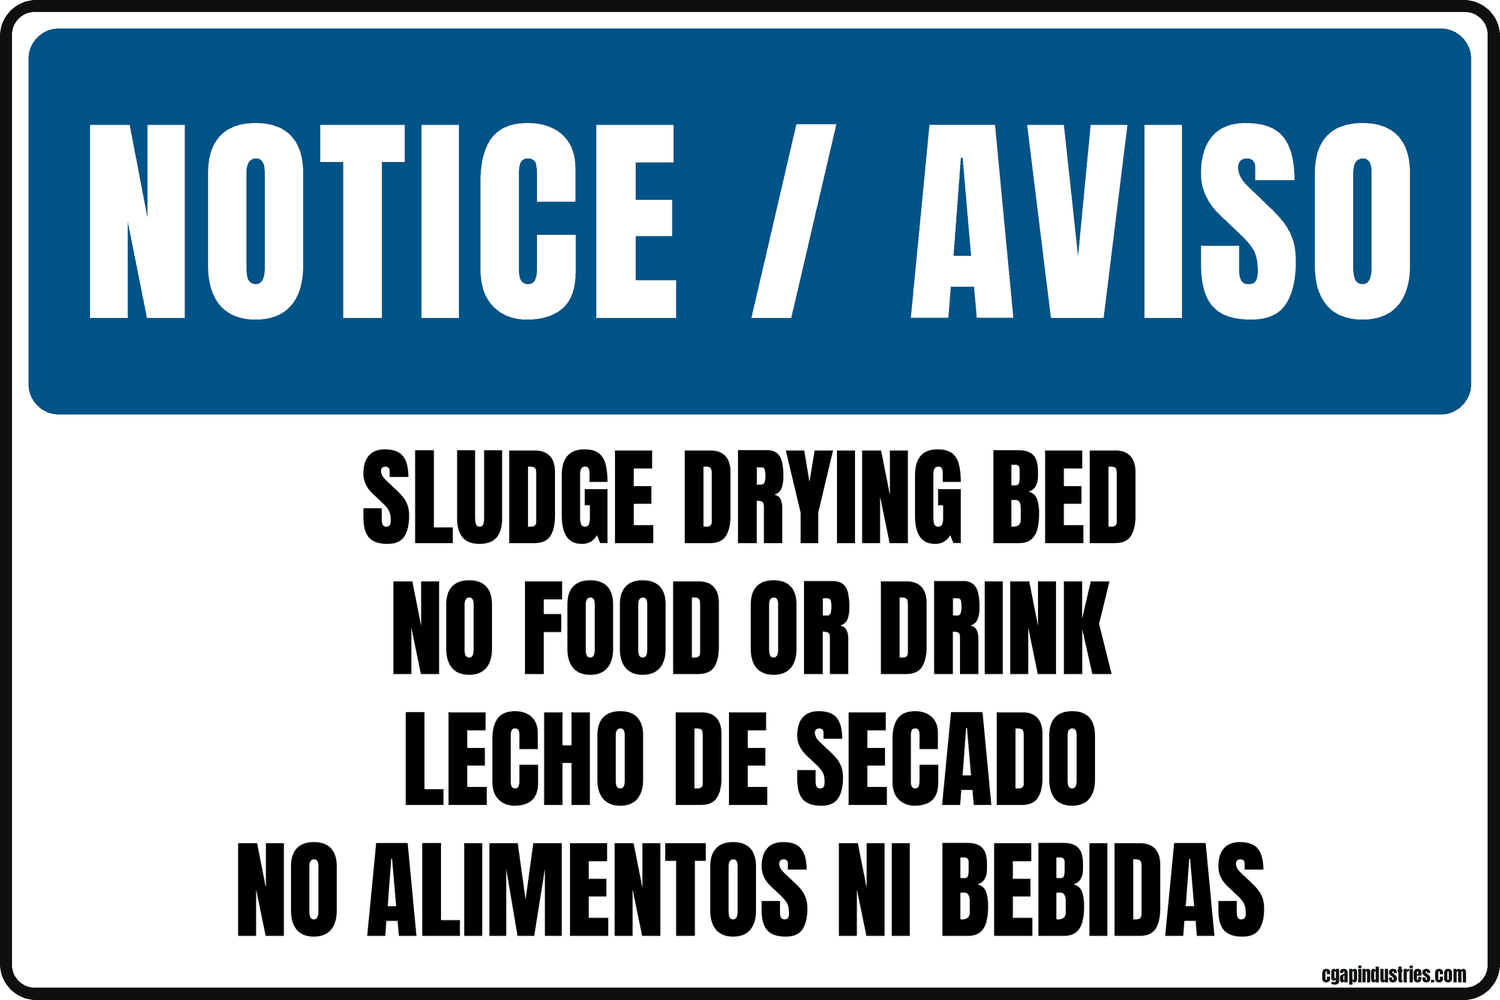 NOTICE / AVISO
SLUDGE DRYING BED
NO FOOD OR DRINK
LECHO DE SECADO
NO ALIMENTOS NI BEBIDAS
cgapindustries.com